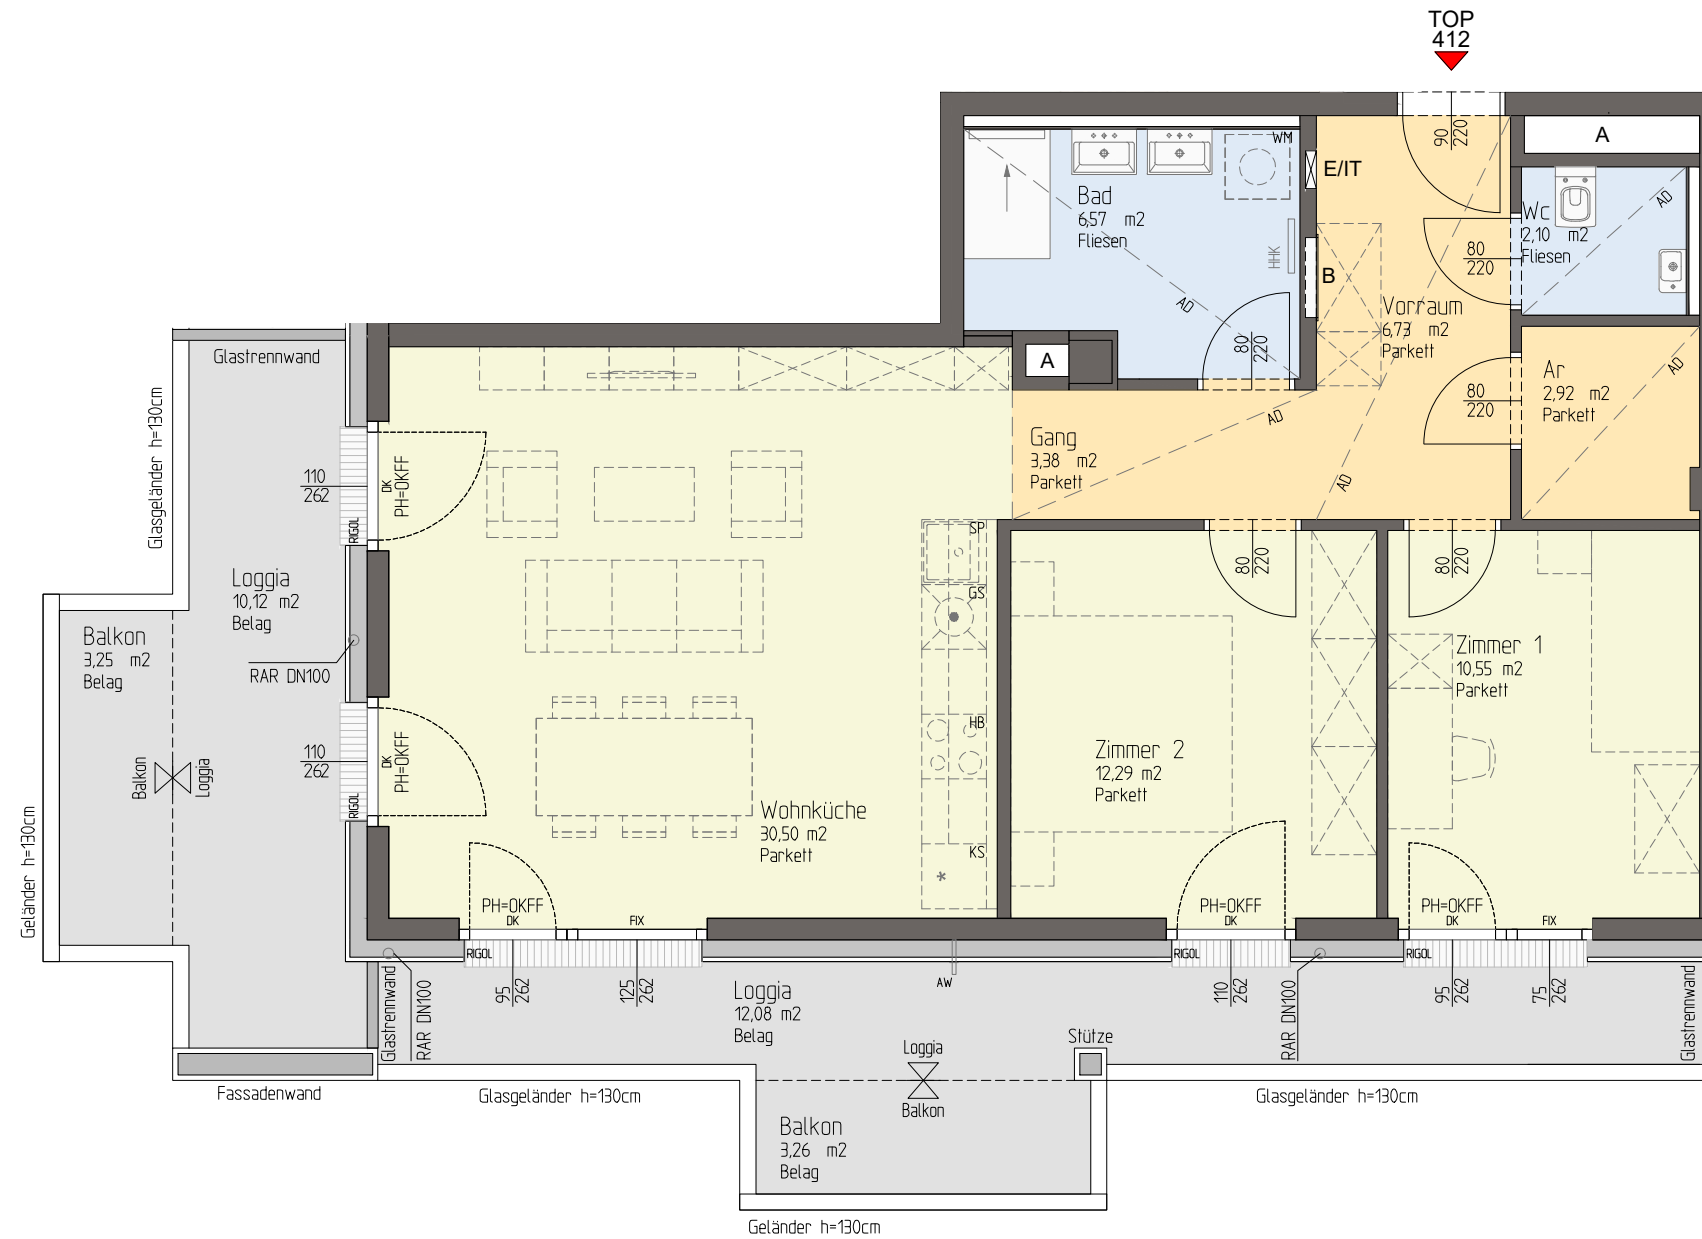 TOP
412
90
220
A
WM
E/IT
Bad
6,57 m2
Fliesen
HHK
AD
B
80
220
Wc
2,10 m2
Fliesen
AD
80
220
Vorraum
6,73 m2
Parkett
Ar
2,92 m2
Parkett
AD
80
220
A
80
220
Gang
3,38 m2
Parkett
AD
AD
Glastrennwand
Glasgeländer h=130cm
110
262
DK
PH=OKFF
RIGOL
Loggia
10,12 m2
Belag
Balkon
3,25 m2
Belag
RAR DN100
Balkon
Loggia
110
262
DK
PH=OKFF
RIGOL
Geländer h=130cm
SP
GS
HB
KS
*
Wohnküche
30,50 m2
Parkett
80
220
Zimmer 2
12,29 m2
Parkett
80
220
Zimmer 1
10,55 m2
Parkett
PH=OKFF
DK
FIX
PH=OKFF
DK
PH=OKFF
DK
FIX
RIGOL
RIGOL
RIGOL
95
262
125
262
AW
110
262
95
262
75
262
Glastrennwand
RAR DN100
Loggia
12,08 m2
Belag
RAR DN100
Glastrennwand
Stütze
Loggia
Balkon
Fassadenwand
Glasgeländer h=130cm
Glasgeländer h=130cm
Balkon
3,26 m2
Belag
Geländer h=130cm